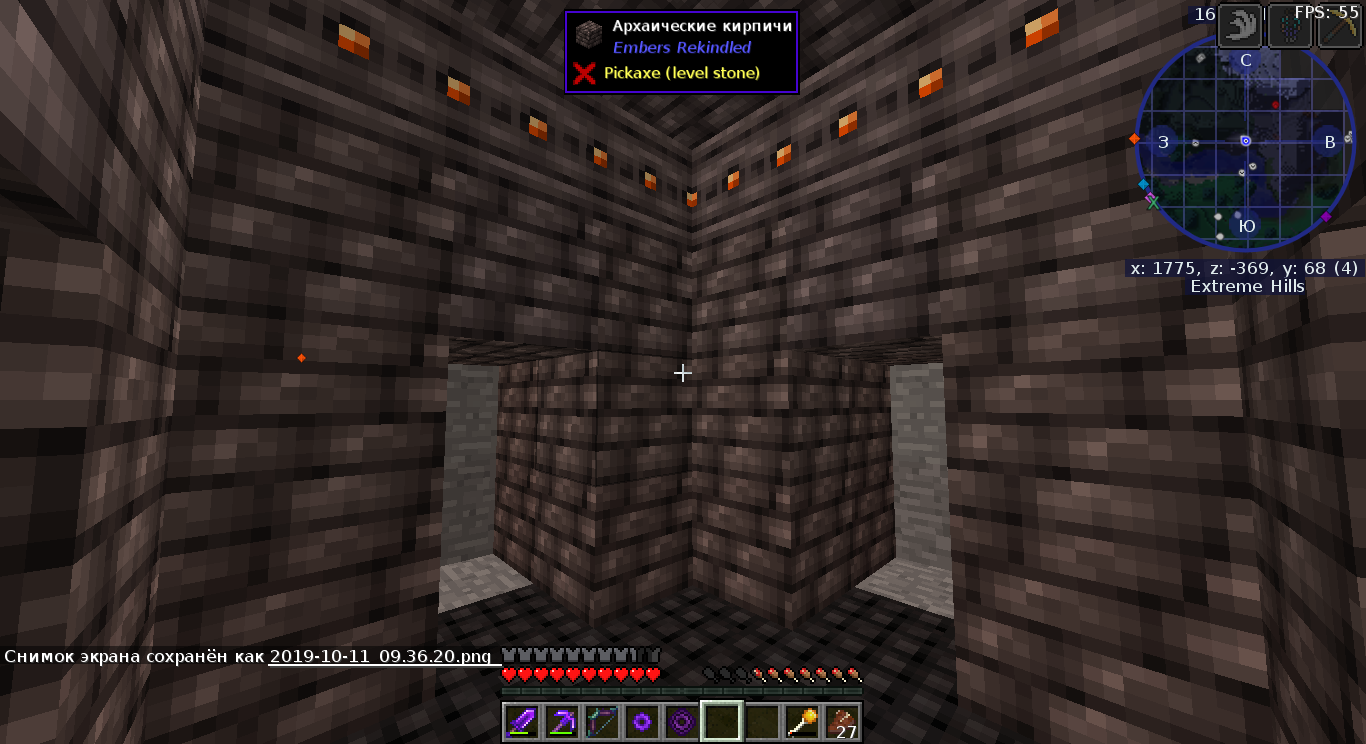 Архаические кирпичи
Embers Rekindled
Pickaxe (level stone)
16
FPS: 55
С
З
В
Ю
x: 1775, z: -369, y: 68 (4)
Extreme Hills
Снимок экрана сохранён как 2019-10-11_09.36.20.png
27